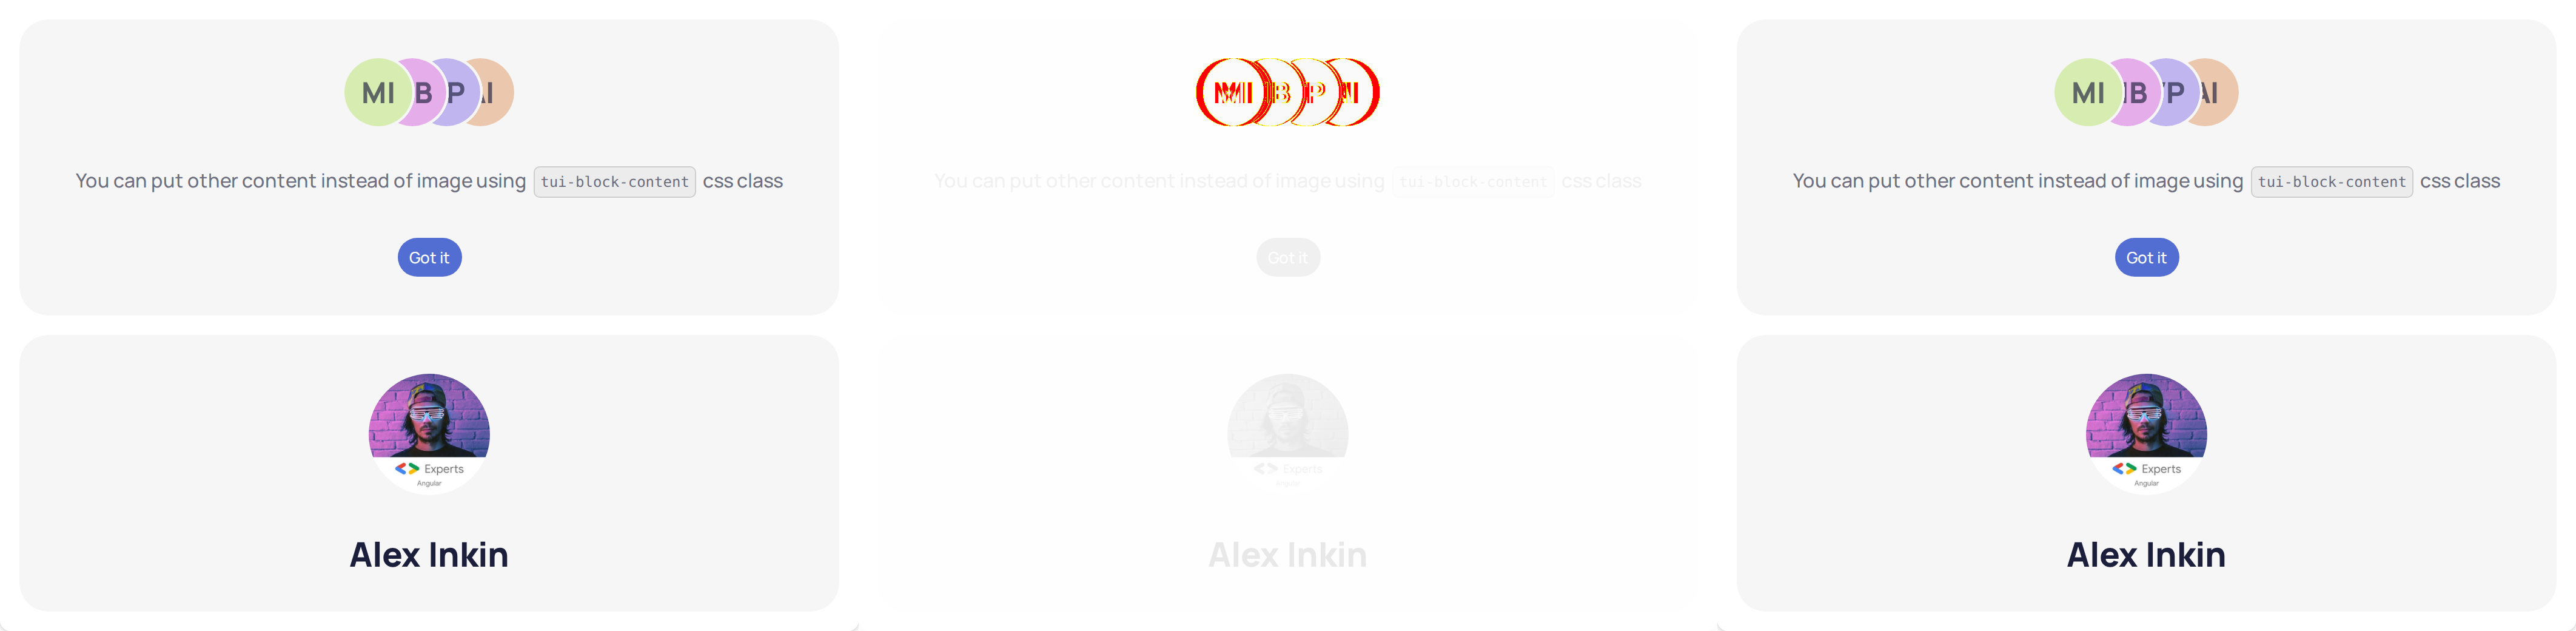 MI B P AI
You can put other content instead of image using tui-block-content css class
Got it
Experts
Angular
Alex Inkin
MI B P AI
You can put other content instead of image using tui-block-content css class
Got it
Experts
Angular
Alex Inkin
MI B P AI
You can put other content instead of image using tui-block-content css class
Got it
Experts
Angular
Alex Inkin